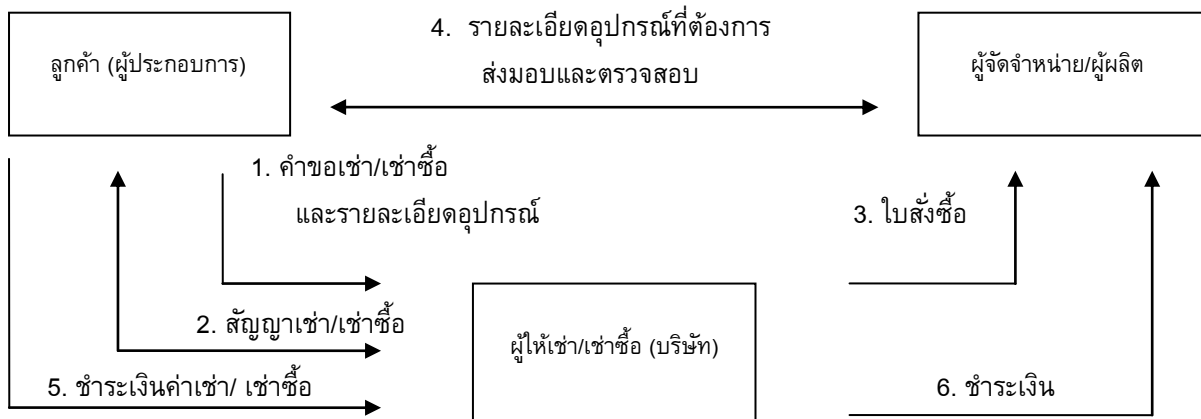 4. รายละเอียดอุปกรณ์ที่ต้องการ
ส่งมอบและตรวจสอบ
ลูกค้า (ผู้ประกอบการ)
ผู้จัดจำหน่าย/ผู้ผลิต
1. คำขอเช่า/เช่าซื้อ
และรายละเอียดอุปกรณ์
3. ใบสั่งซื้อ
2. สัญญาเช่า/เช่าซื้อ
ผู้ให้เช่า/เช่าซื้อ (บริษัท)
5. ชำระเงินค่าเช่า/ เช่าซื้อ
6. ชำระเงิน